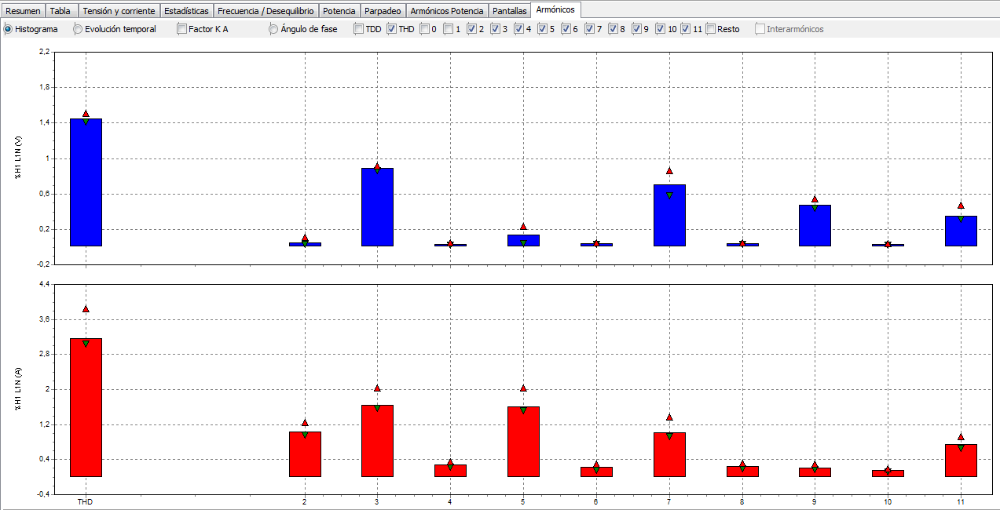 Resumen Tabla Tensión y corriente Estadísticas Frecuencia / Desequilibrio Potencia Parpadeo Armónicos Potencia Pantallas Armónicos
Histograma Evolución temporal Factor K A Ángulo de fase TDD THD 0 1 2 3 4 5 6 7 8 9 10 11 Resto Interarmónicos
2,2
1,8
1,4
1
0,6
0,2
-0,2
%H1 L1N (V)
4,4
3,6
2,8
2
1,2
0,4
-0,4
%H1 L1N (A)
THD 2 3 4 5 6 7 8 9 10 11